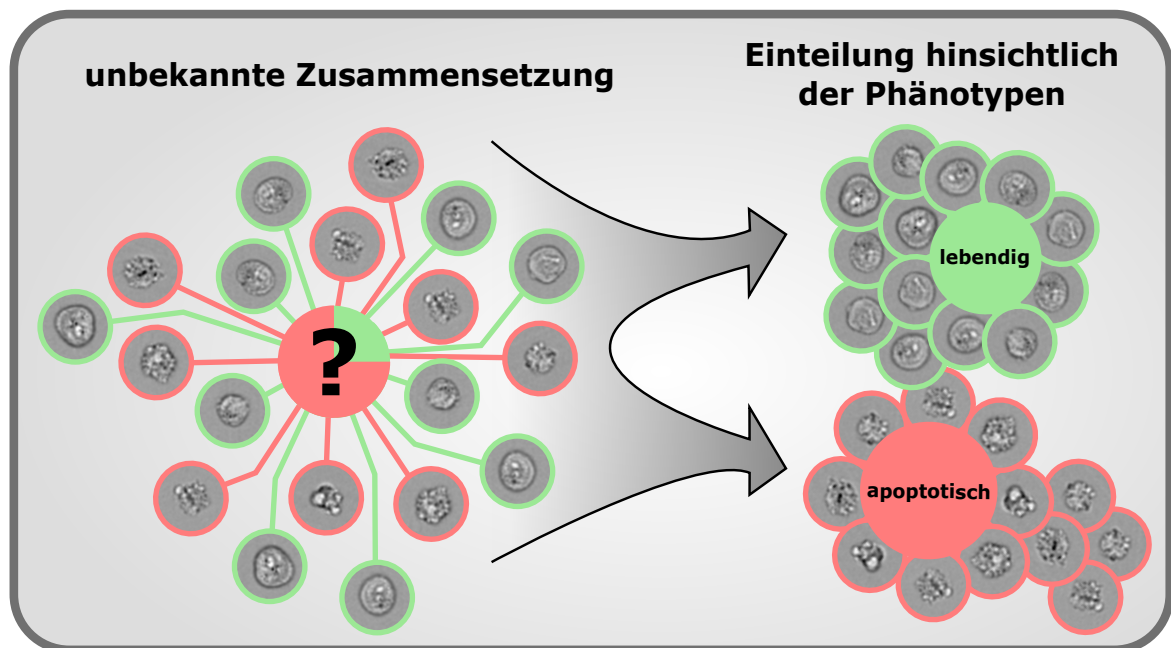 unbekannte Zusammensetzung
Einteilung hinsichtlich
der Phänotypen
?
lebendig
apoptotisch